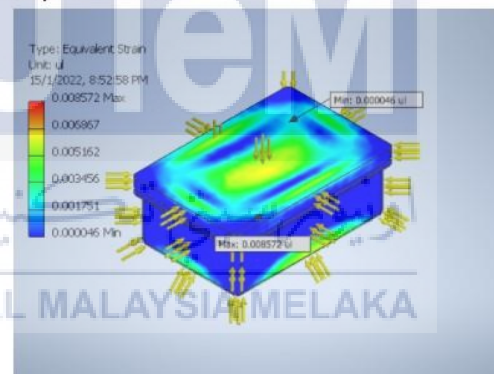 UTeM
Type: Equivalent Strain
Unit: ul
15/1/2022, 8:52:58 PM
0.008572 Max
0.006867
0.005162
0.003456
0.001751
0.000046 Min
Min: 0.000046 ul
Max: 0.008572 ul
MALAYSIA MELAKA